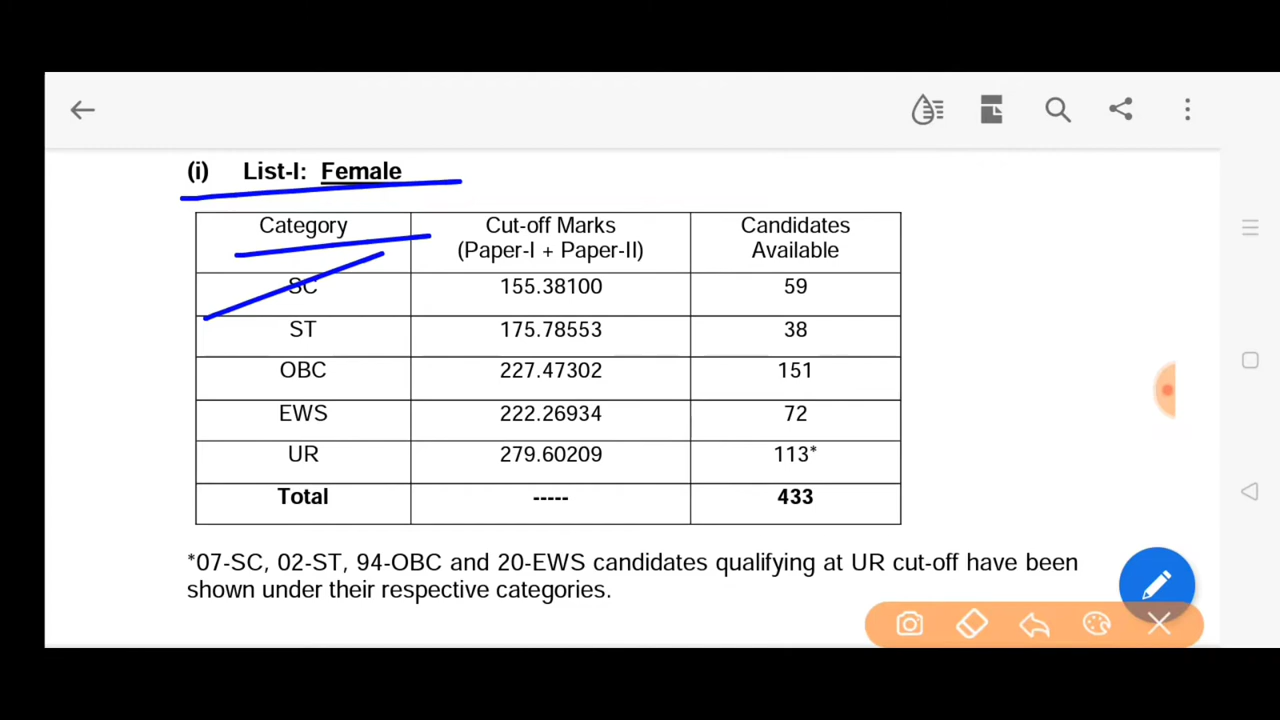 (i) List-I: Female
Category Cut-off Marks (Paper-I + Paper-II) Candidates Available
SC 155.38100 59
ST 175.78553 38
OBC 227.47302 151
EWS 222.26934 72
UR 279.60209 113*
Total ----- 433
*07-SC, 02-ST, 94-OBC and 20-EWS candidates qualifying at UR cut-off have been
shown under their respective categories.